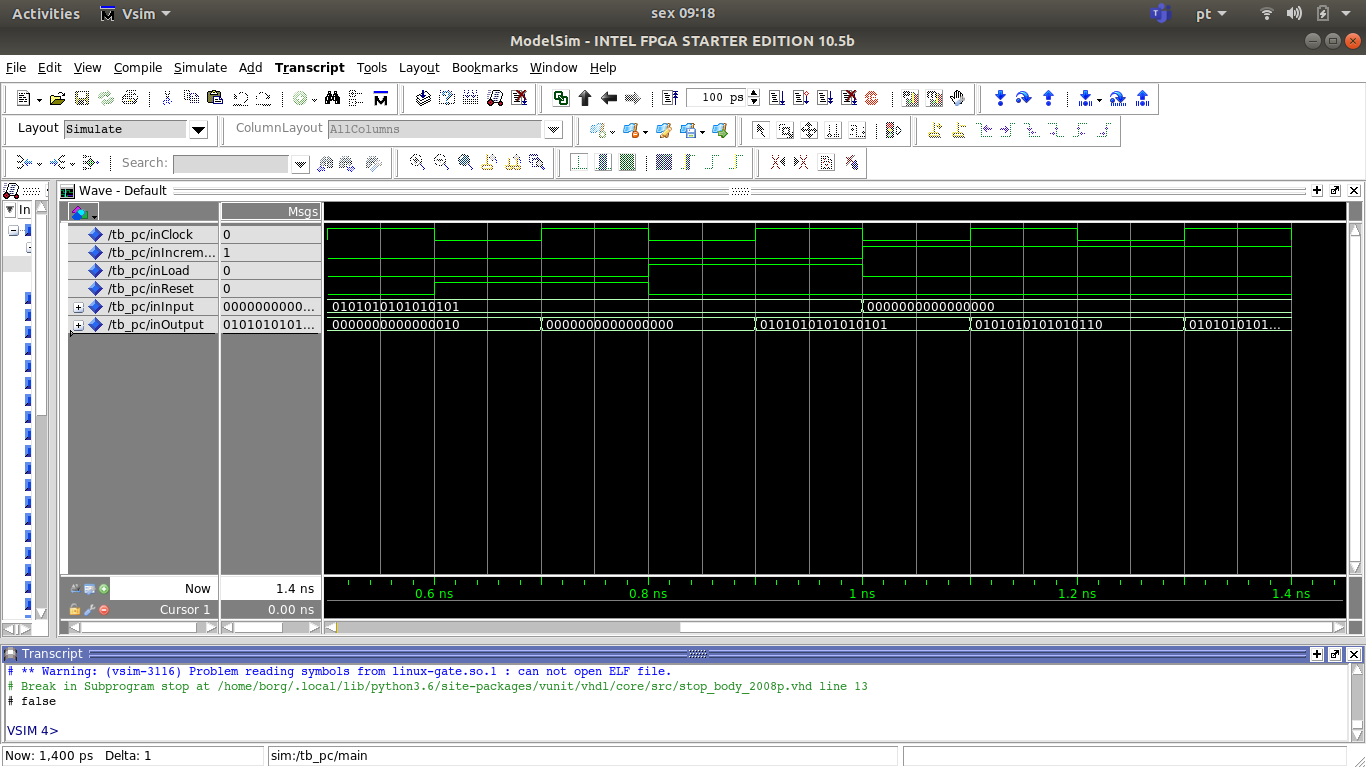 Activities Vsim sex 09:18 pt
ModelSim - INTEL FPGA STARTER EDITION 10.5b
File Edit View Compile Simulate Add Transcript Tools Layout Bookmarks Window Help
100 ps
Layout Simulate ColumnLayout AllColumns
Search:
In Wave - Default
Msgs
/tb_pc/inClock 0
/tb_pc/inIncrem... 1
/tb_pc/inLoad 0
/tb_pc/inReset 0
/tb_pc/inInput 0000000000... 0101010101010101 0000000000000000
/tb_pc/inOutput 0101010101... 0000000000000010 0000000000000000 0101010101010101 0101010101010110 0101010101...
Now 1.4 ns 0.6 ns 0.8 ns 1 ns 1.2 ns 1.4 ns
Cursor 1 0.00 ns
Transcript
# ** Warning: (vsim-3116) Problem reading symbols from linux-gate.so.1 : can not open ELF file.
# Break in Subprogram stop at /home/borg/.local/lib/python3.6/site-packages/vunit/vhdl/core/src/stop_body_2008p.vhd line 13
# false
VSIM 4>
Now: 1,400 ps Delta: 1 sim:/tb_pc/main